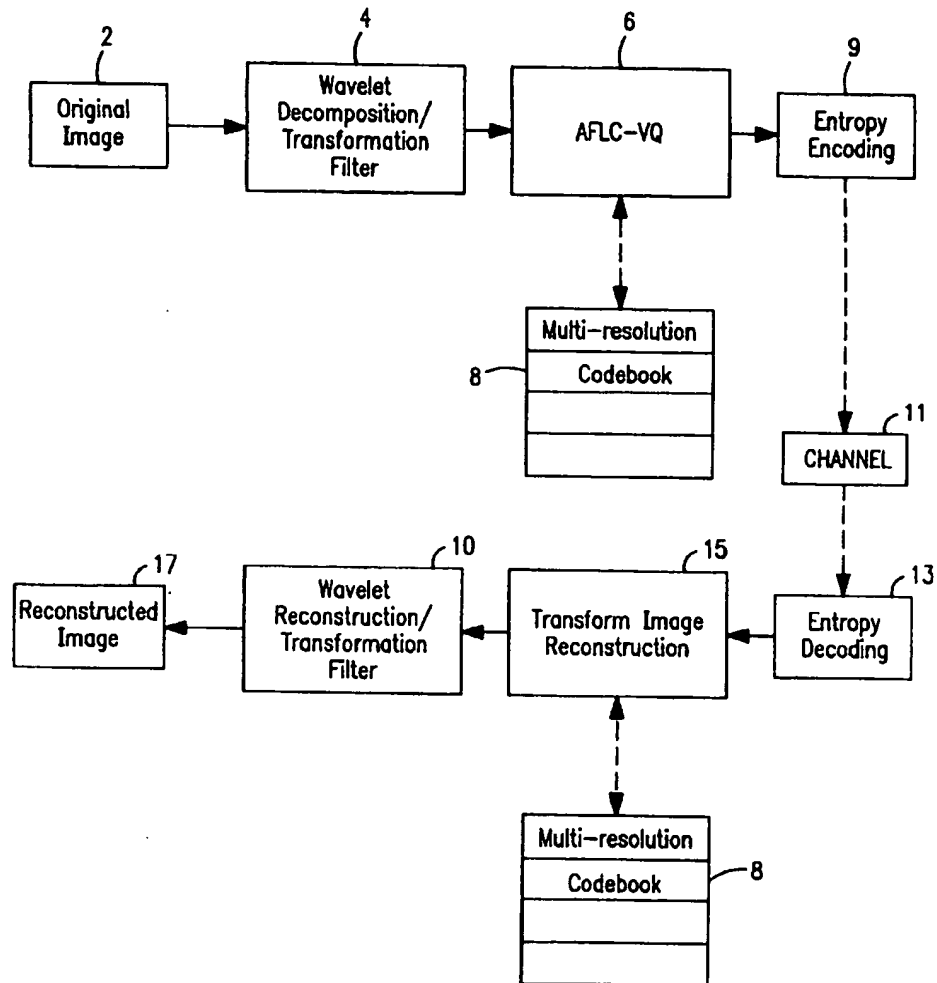 2
Original
Image
4
Wavelet
Decomposition/
Transformation
Filter
6
AFLC-VQ
9
Entropy
Encoding
Multi-resolution
8
Codebook
11
CHANNEL
17
Reconstructed
Image
10
Wavelet
Reconstruction/
Transformation
Filter
15
Transform Image
Reconstruction
13
Entropy
Decoding
Multi-resolution
Codebook
8